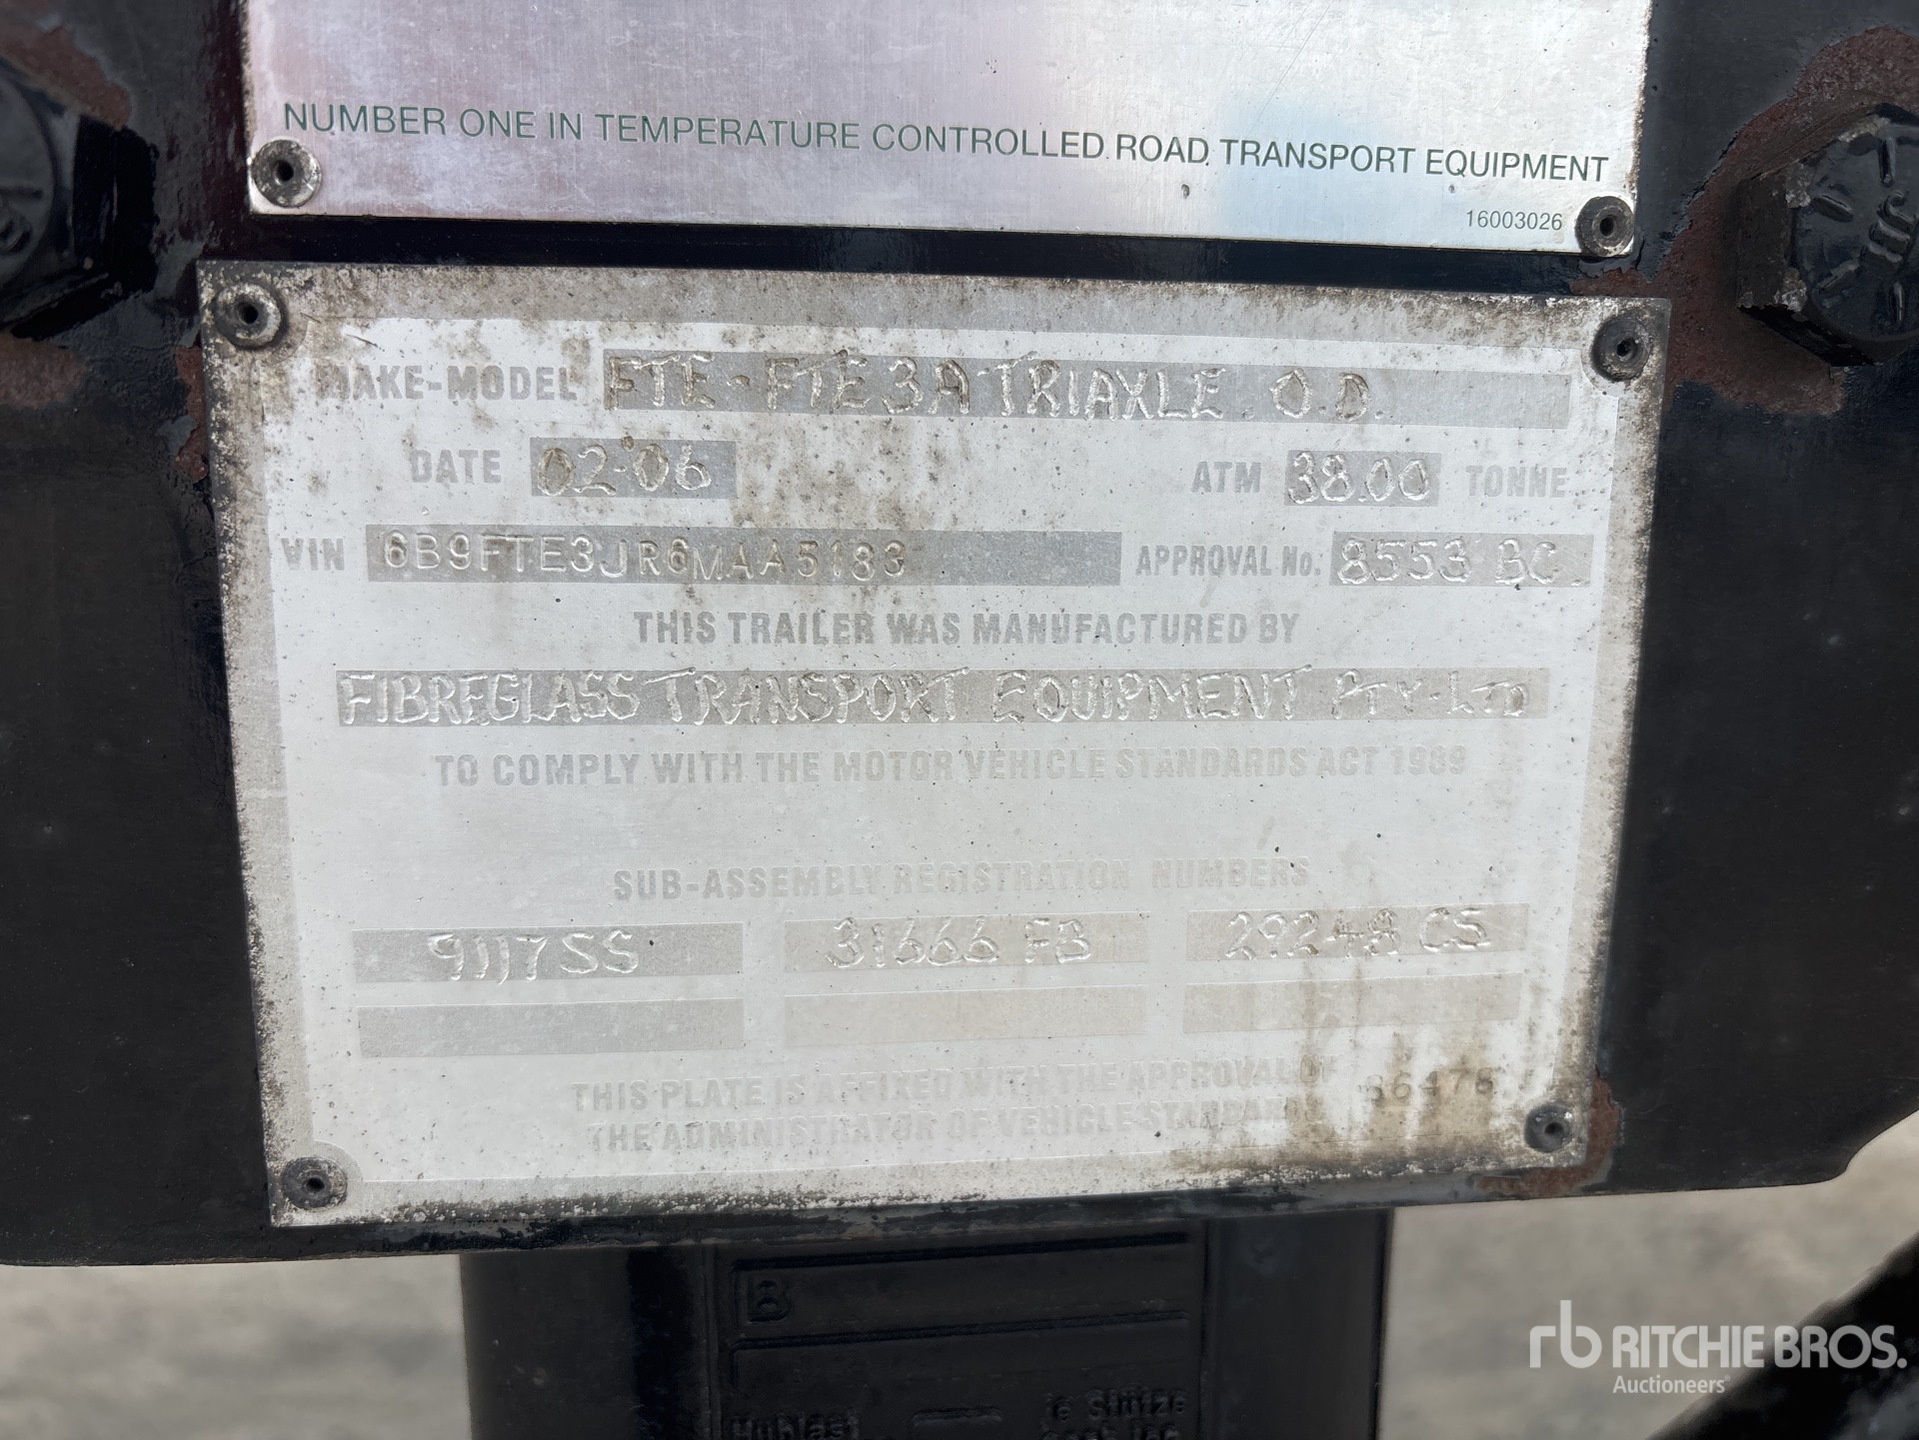 NUMBER ONE IN TEMPERATURE CONTROLLED ROAD TRANSPORT EQUIPMENT
16003026
MAKE-MODEL FTE-FTE3A TRIAXLE O.D.
DATE 02·06 ATM 38.00 TONNE
VIN 6B9FTE3JR6MAA5183 APPROVAL No. 8553 BC
THIS TRAILER WAS MANUFACTURED BY
FIBREGLASS TRANSPORT EQUIPMENT PTY-LTD
TO COMPLY WITH THE MOTOR VEHICLE STANDARDS ACT 1989
SUB-ASSEMBLY REGISTRATION NUMBERS
9117SS 31666 FB 29248 CS
THIS PLATE IS AFFIXED WITH THE APPROVAL OF
THE ADMINISTRATOR OF VEHICLE STANDARDS
B
rb RITCHIE BROS.
Auctioneers